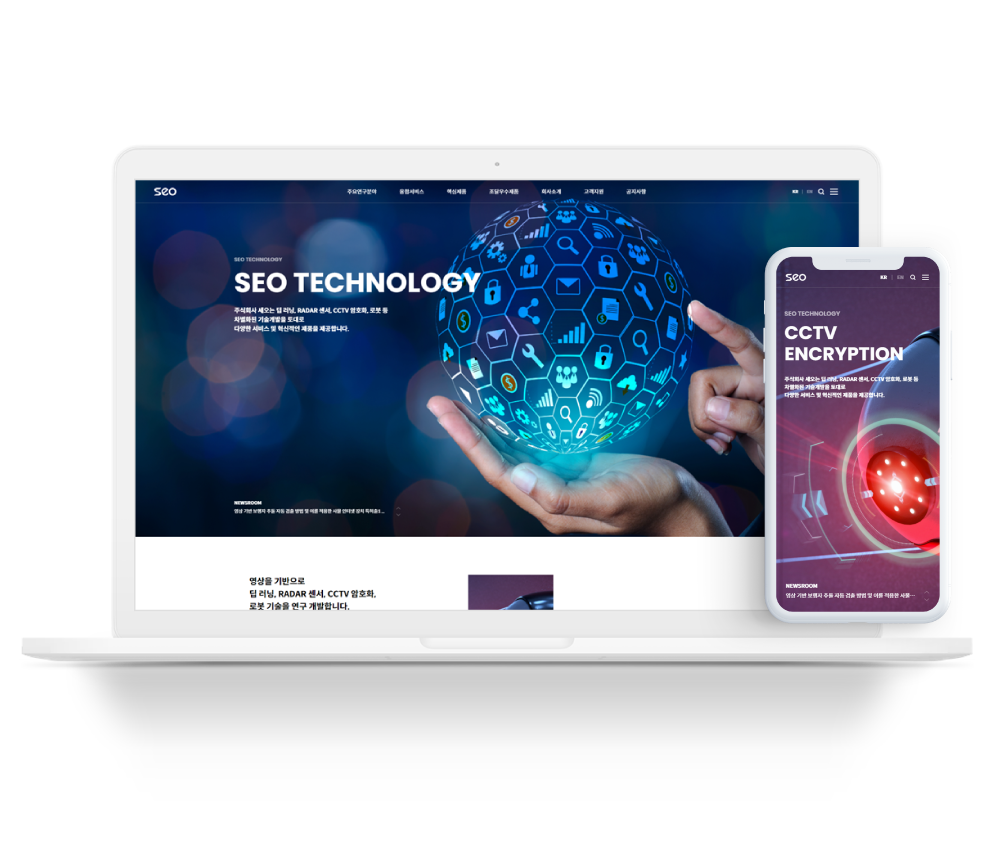 seo
주요연구분야 융합서비스 핵심제품 조달우수제품 회사소개 고객지원 공지사항
KR | EN
SEO TECHNOLOGY
SEO TECHNOLOGY
주식회사 세오는 딥 러닝, RADAR 센서, CCTV 암호화, 로봇 등
차별화된 기술개발을 토대로
다양한 서비스 및 혁신적인 제품을 제공합니다.
NEWSROOM
영상 기반 보행자 추돌 자동 검출 방법 및 이를 적용한 사물 인터넷 장치 특허출원...
영상을 기반으로
딥 러닝, RADAR 센서, CCTV 암호화,
로봇 기술을 연구 개발합니다.
seo
KR | EN
SEO TECHNOLOGY
CCTV
ENCRYPTION
주식회사 세오는 딥 러닝, RADAR 센서, CCTV 암호화, 로봇 등
차별화된 기술개발을 토대로
다양한 서비스 및 혁신적인 제품을 제공합니다.
NEWSROOM
영상 기반 보행자 추돌 자동 검출 방법 및 이를 적용한 사물…